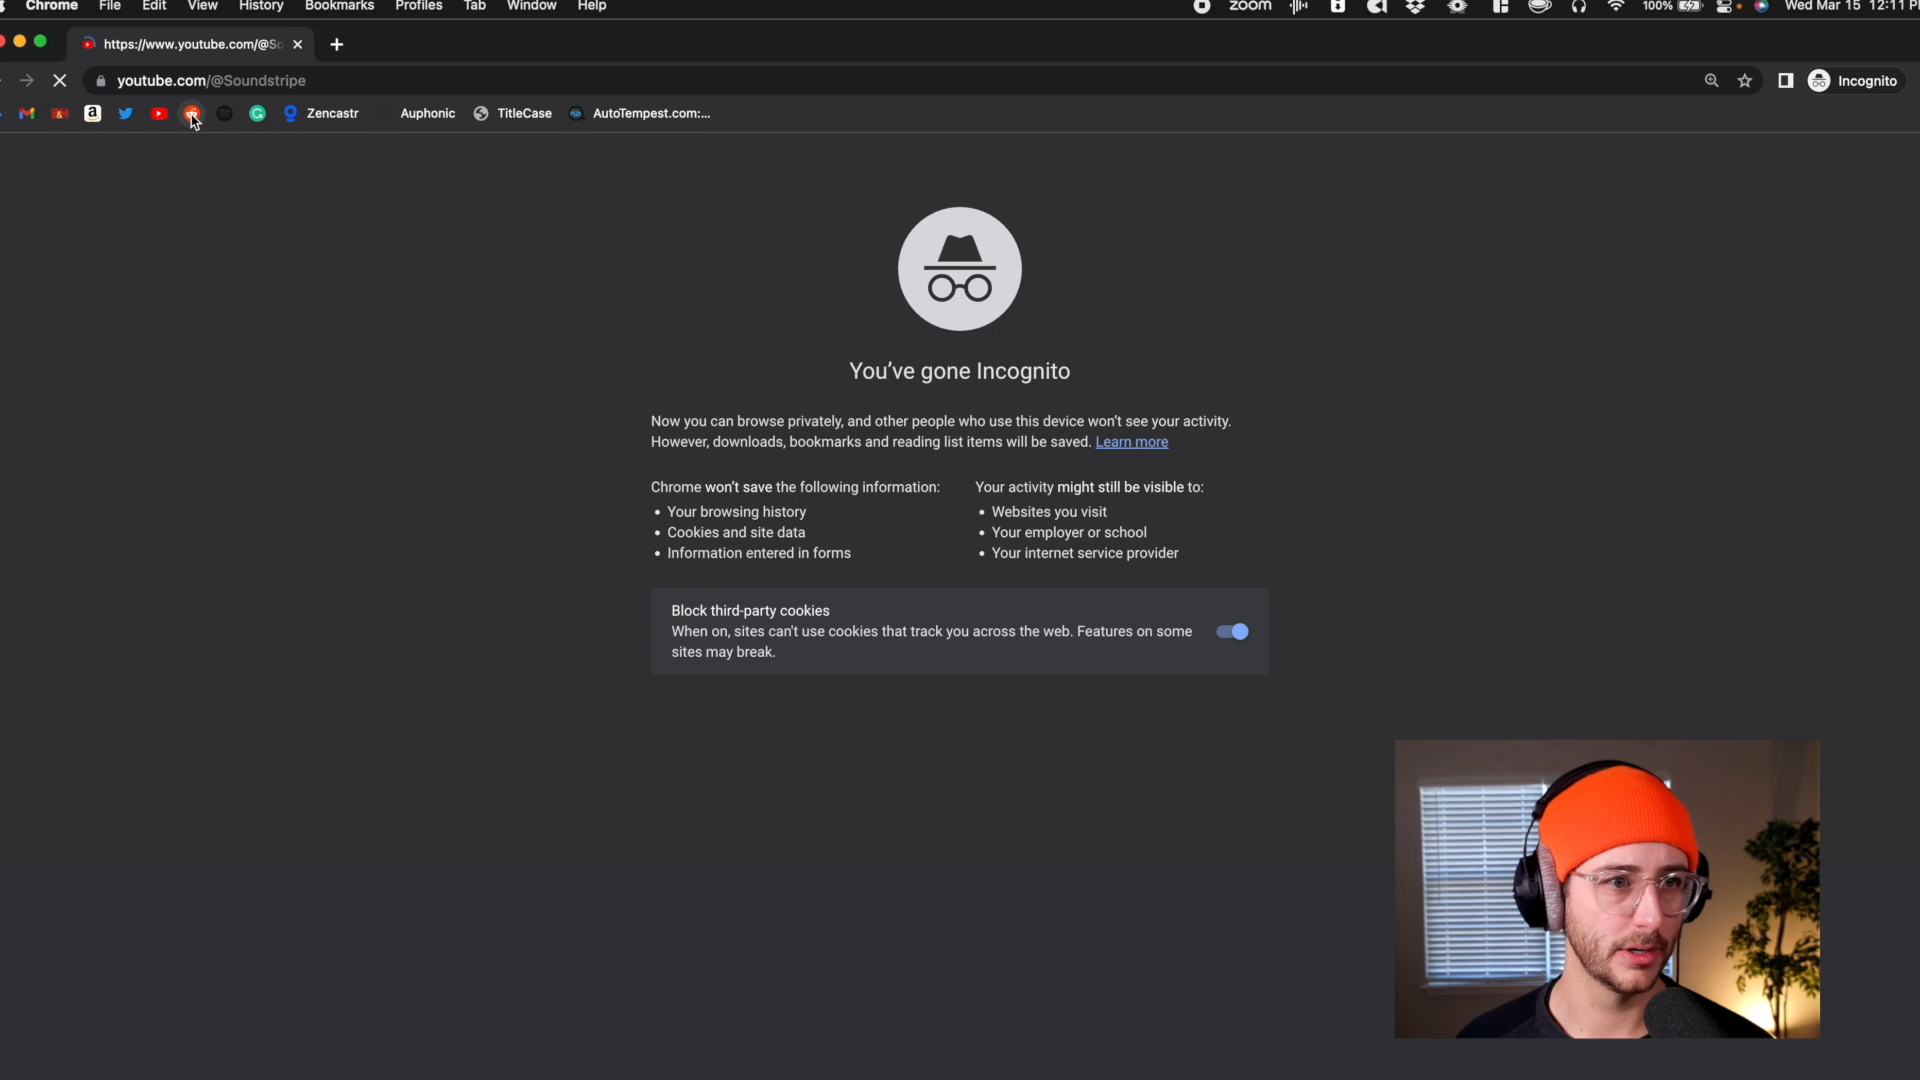 Chrome File Edit View History Bookmarks Profiles Tab Window Help zoom 100% Wed Mar 15 12:11
https://www.youtube.com/@So
youtube.com/@Soundstripe Incognito
Zencastr Auphonic TitleCase AutoTempest.com:...
You've gone Incognito
Now you can browse privately, and other people who use this device won't see your activity.
However, downloads, bookmarks and reading list items will be saved. Learn more
Chrome won't save the following information:
• Your browsing history
• Cookies and site data
• Information entered in forms
Your activity might still be visible to:
• Websites you visit
• Your employer or school
• Your internet service provider
Block third-party cookies
When on, sites can't use cookies that track you across the web. Features on some
sites may break.